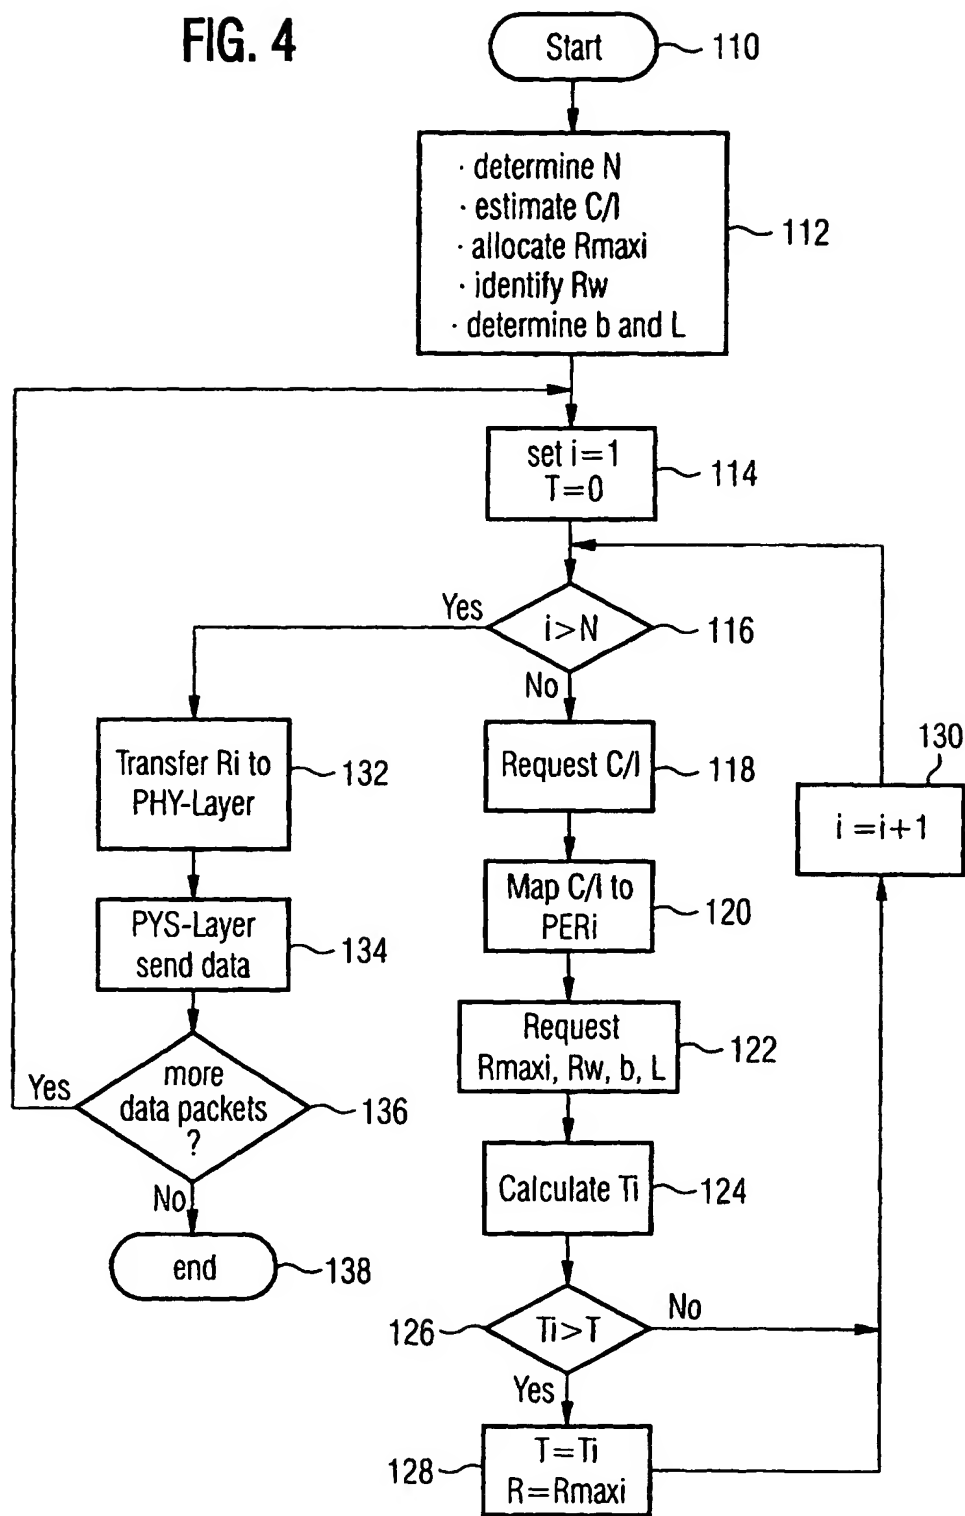 FIG. 4
Start
110
· determine N
· estimate C/I
· allocate Rmaxi
· identify Rw
· determine b and L
112
set i=1
T=0
114
i>N
116
Yes
No
Transfer Ri to
PHY-Layer
132
Request C/I
118
130
i=i+1
Map C/I to
PERi
120
PYS-Layer
send data
134
Request
Rmaxi, Rw, b, L
122
more
data packets
?
136
Yes
No
Calculate Ti
124
end
138
Ti>T
126
No
Yes
T=Ti
R=Rmaxi
128